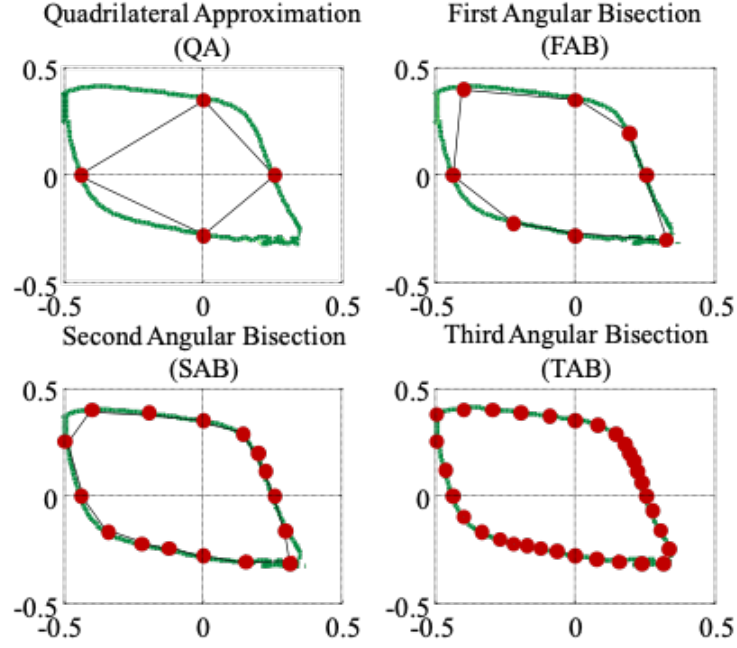 Quadrilateral Approximation
(QA)
First Angular Bisection
(FAB)
0.5
0
-0.5
-0.5 0 0.5
0.5
0
-0.5
-0.5 0 0.5
Second Angular Bisection
(SAB)
Third Angular Bisection
(TAB)
0.5
0
-0.5
-0.5 0 0.5
0.5
0
-0.5
-0.5 0 0.5